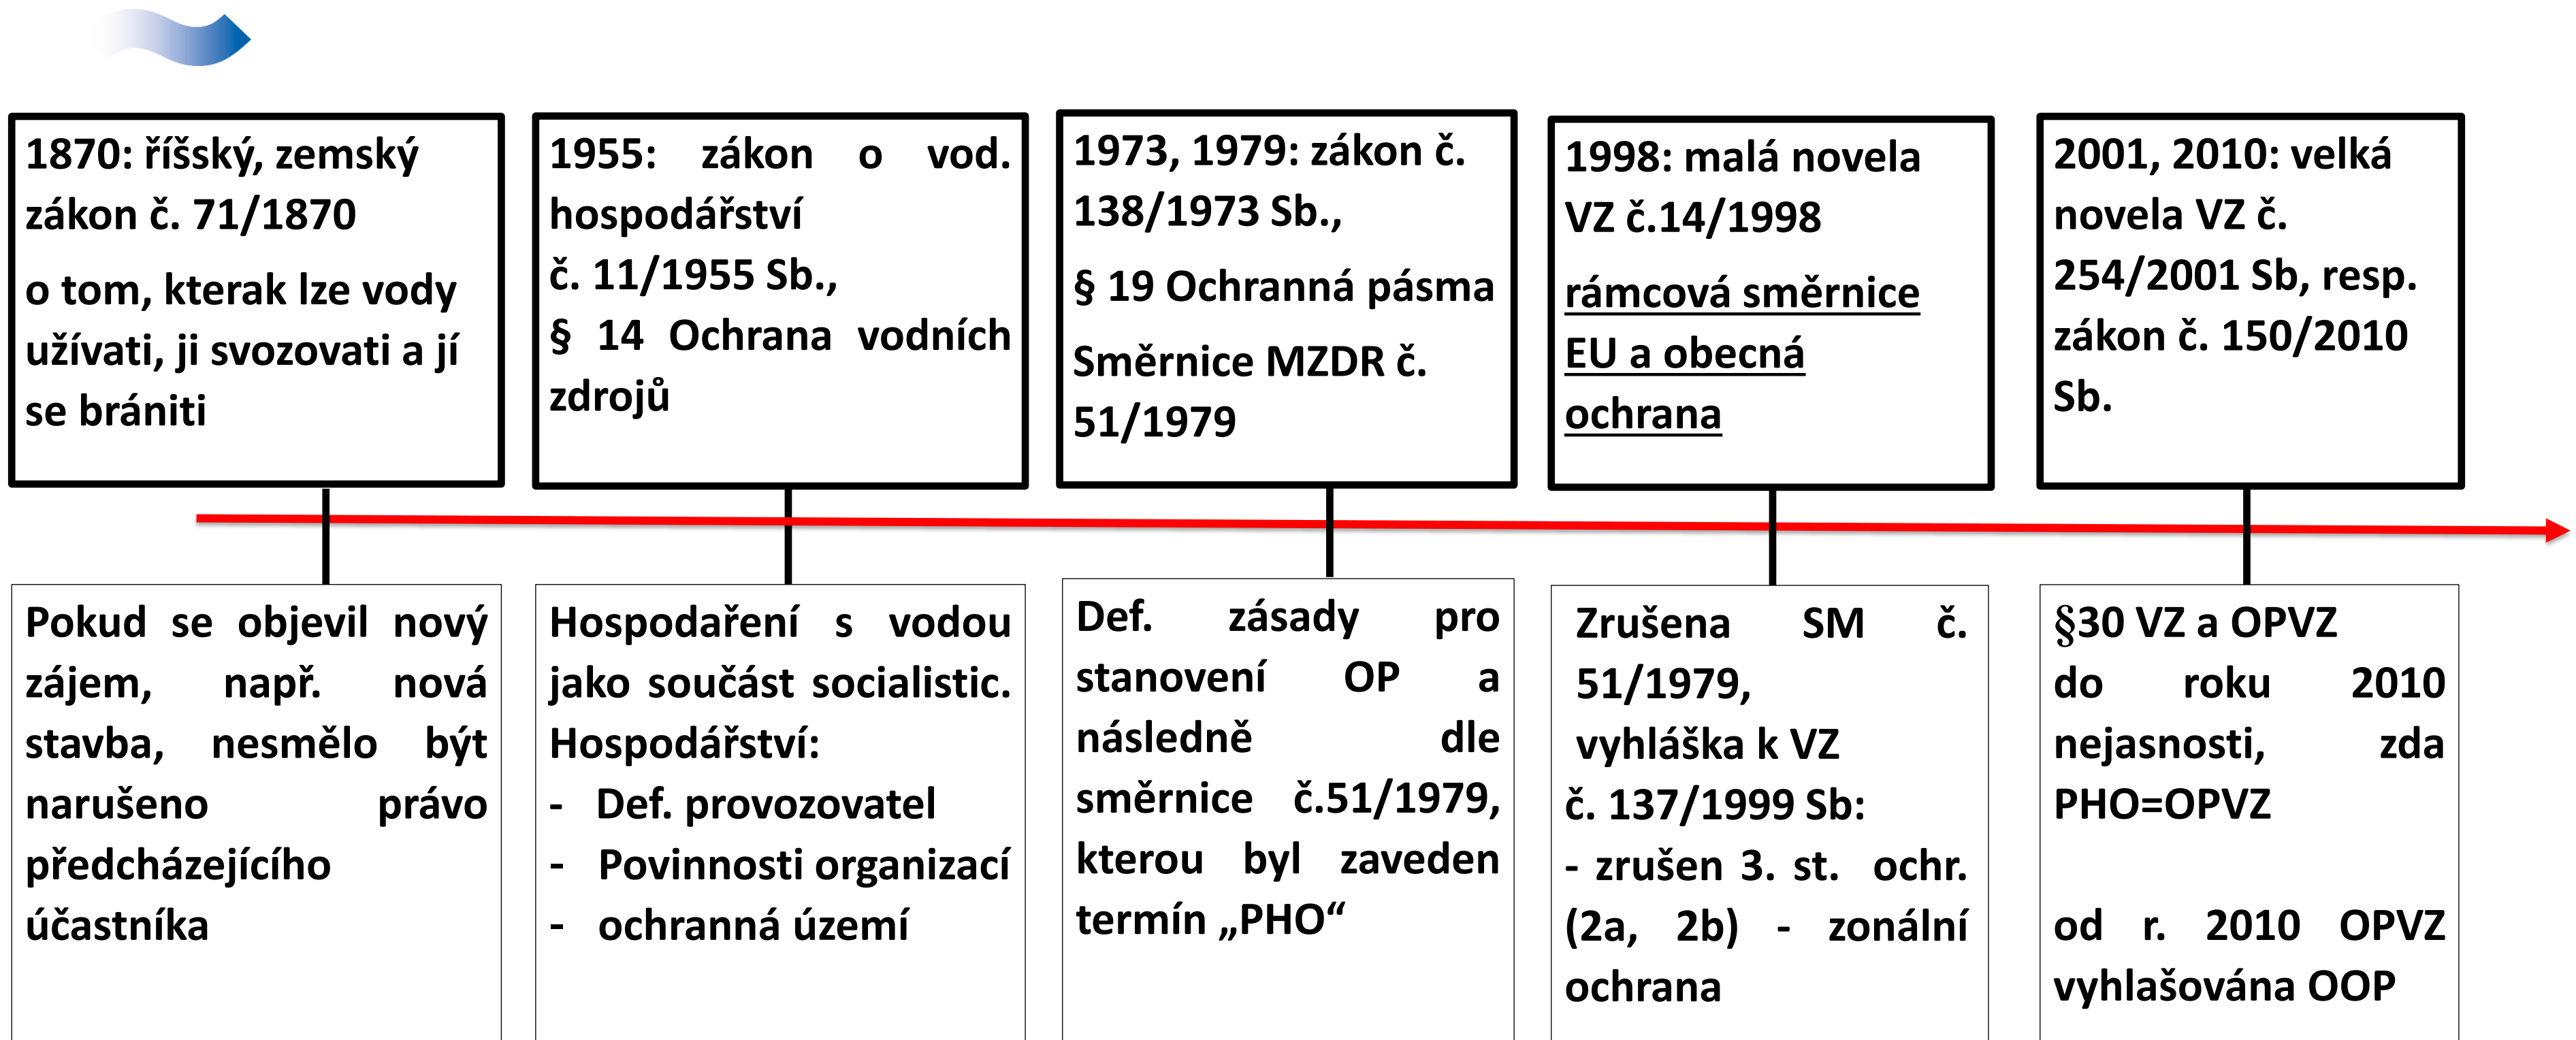 1870: říšský, zemský
zákon č. 71/1870
o tom, kterak lze vody
užívati, ji svozovati a jí
se brániti
1955: zákon o vod.
hospodářství
č. 11/1955 Sb.,
§ 14 Ochrana vodních
zdrojů
1973, 1979: zákon č.
138/1973 Sb.,
§ 19 Ochranná pásma
Směrnice MZDR č.
51/1979
1998: malá novela
VZ č.14/1998
rámcová směrnice
EU a obecná
ochrana
2001, 2010: velká
novela VZ č.
254/2001 Sb, resp.
zákon č. 150/2010
Sb.
Pokud se objevil nový
zájem, např. nová
stavba, nesmělo být
narušeno právo
předcházejícího
účastníka
Hospodaření s vodou
jako součást socialistic.
Hospodářství:
- Def. provozovatel
- Povinnosti organizací
- ochranná území
Def. zásady pro
stanovení OP a
následně dle
směrnice č.51/1979,
kterou byl zaveden
termín „PHO“
Zrušena SM č.
51/1979,
vyhláška k VZ
č. 137/1999 Sb:
- zrušen 3. st. ochr.
(2a, 2b) - zonální
ochrana
§30 VZ a OPVZ
do roku 2010
nejasnosti, zda
PHO=OPVZ
od r. 2010 OPVZ
vyhlašována OOP